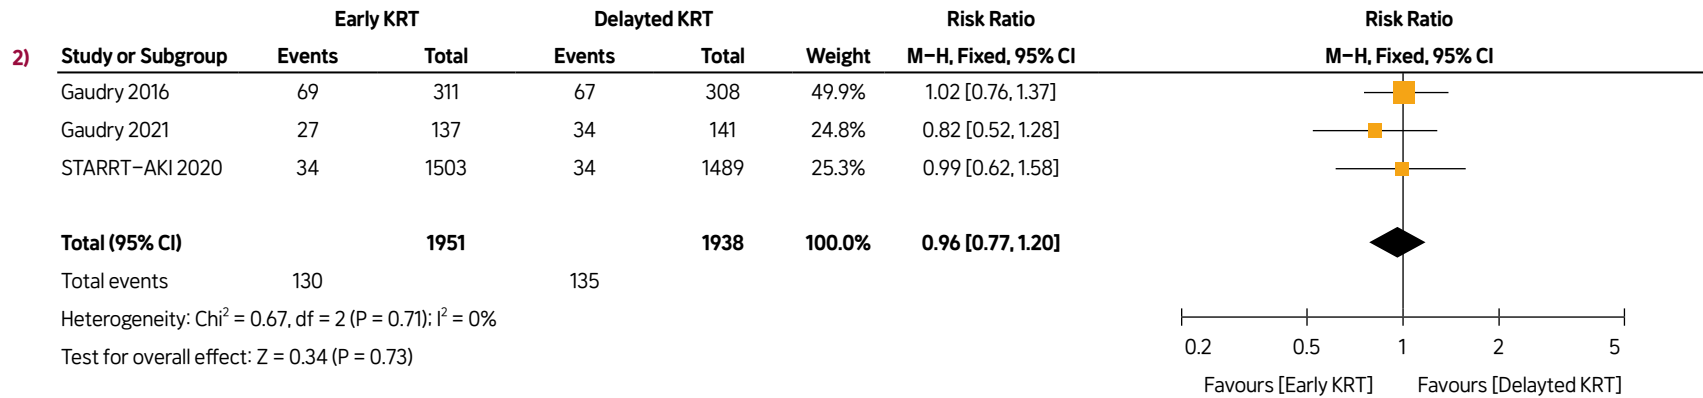 Early KRT Delayted KRT Risk Ratio Risk Ratio
2) Study or Subgroup Events Total Events Total Weight M-H, Fixed, 95% CI M-H, Fixed, 95% CI
Gaudry 2016 69 311 67 308 49.9% 1.02 [0.76, 1.37]
Gaudry 2021 27 137 34 141 24.8% 0.82 [0.52, 1.28]
STARRT-AKI 2020 34 1503 34 1489 25.3% 0.99 [0.62, 1.58]
Total (95% CI) 1951 1938 100.0% 0.96 [0.77, 1.20]
Total events 130 135
Heterogeneity: Chi² = 0.67, df = 2 (P = 0.71); I² = 0%
Test for overall effect: Z = 0.34 (P = 0.73)
0.2 0.5 1 2 5
Favours [Early KRT] Favours [Delayted KRT]